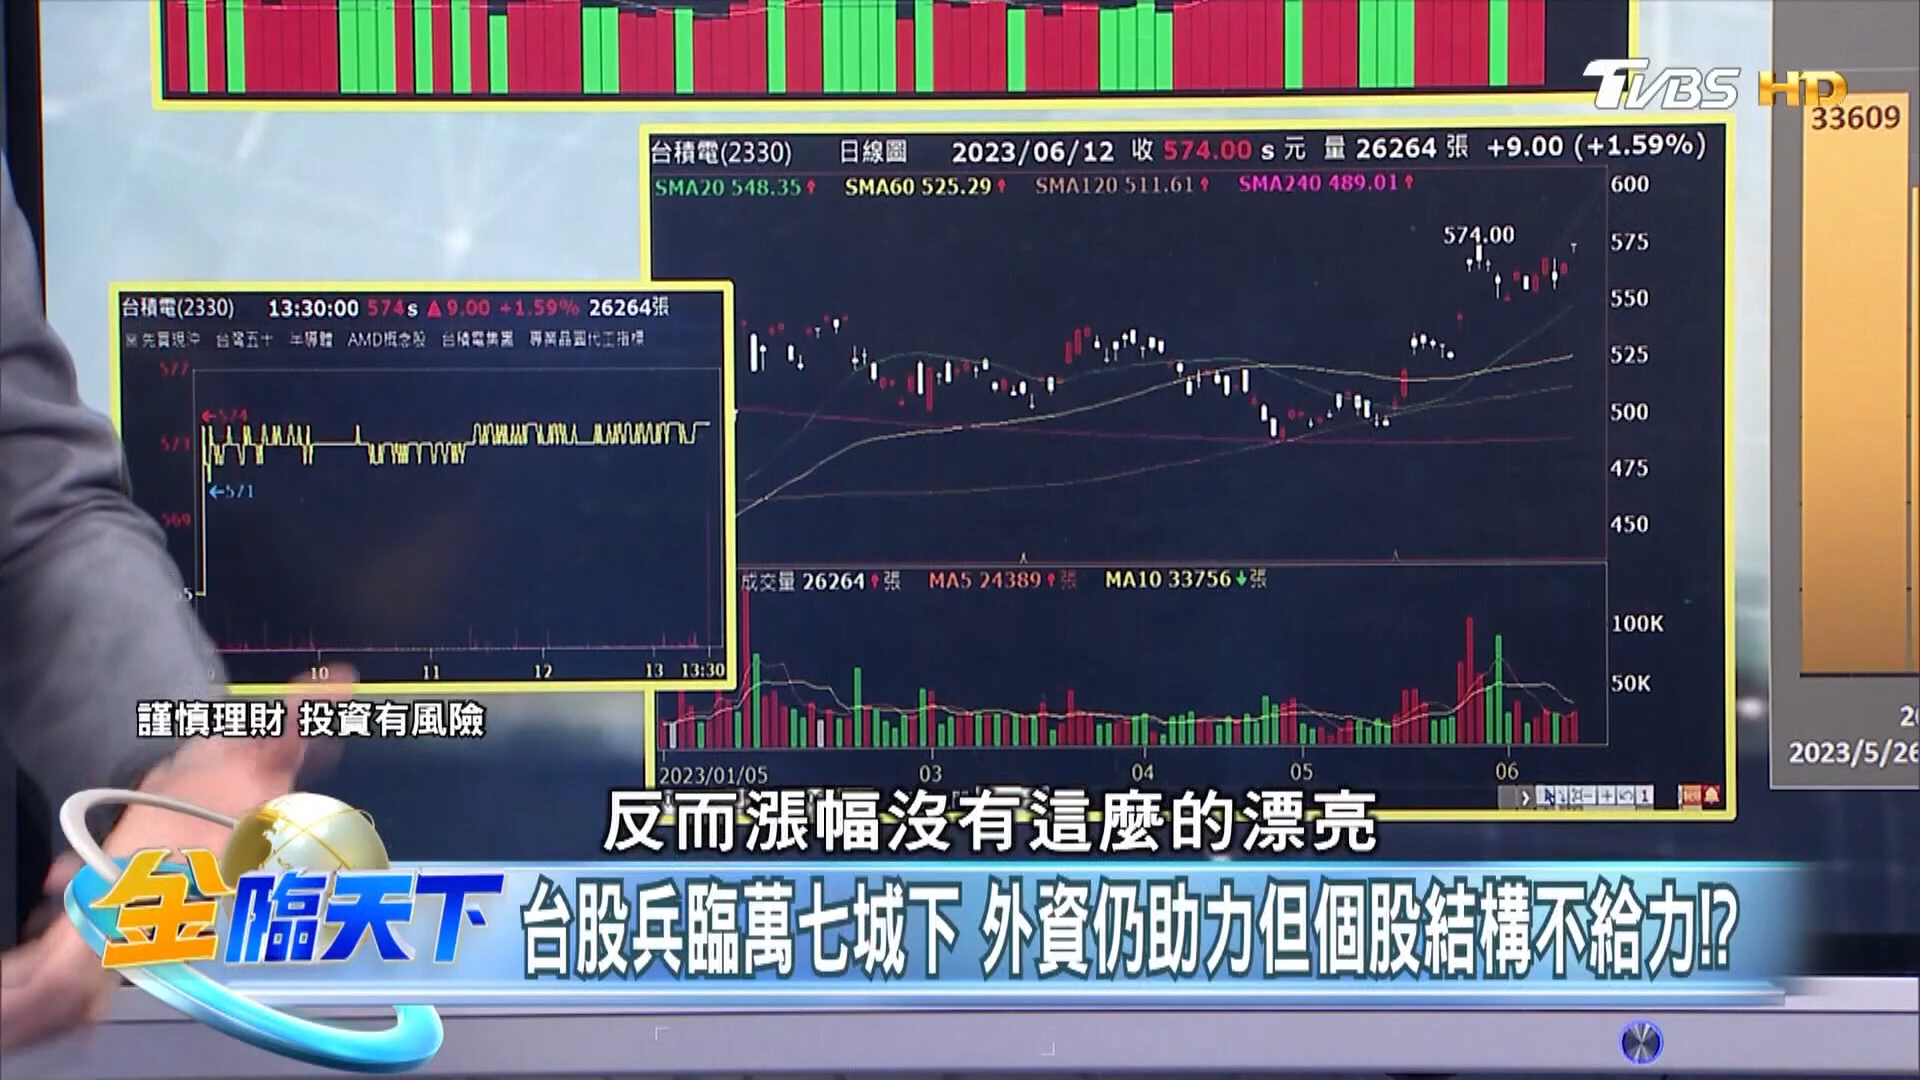 TVBS HD
33609
台積電(2330) 日線圖 2023/06/12 收 574.00 s 元 量 26264 張 +9.00 (+1.59%)
SMA20 548.35↑ SMA60 525.29↑ SMA120 511.61↑ SMA240 489.01↑
600
574.00
575
550
525
500
475
450
成交量 26264↑張 MA5 24389↑張 MA10 33756↓張
100K
50K
2023/01/05 03 04 05 06
台積電(2330) 13:30:00 574s ▲9.00 +1.59% 26264張
先買現沖 台灣五十 半導體 AMD概念股 台積電集團 專業晶圓代工指標
577
←574
573
←571
569
10 11 12 13 13:30
謹慎理財 投資有風險
2023/5/26
反而漲幅沒有這麼的漂亮
金臨天下
台股兵臨萬七城下 外資仍助力但個股結構不給力!?